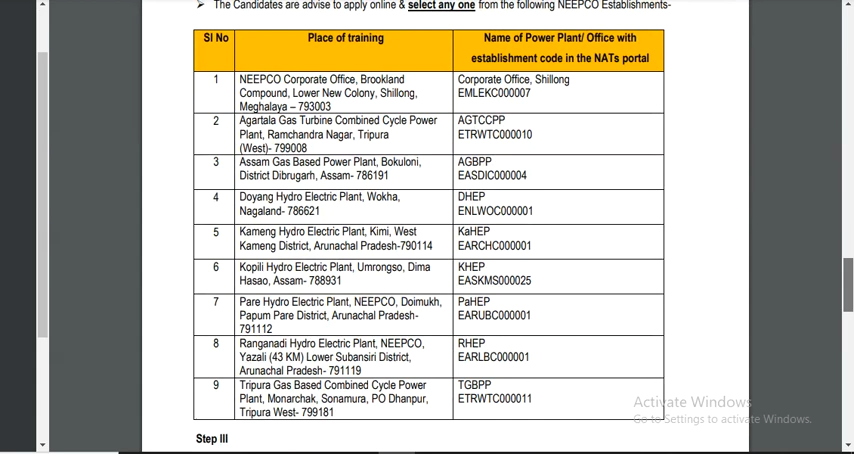 ➢ The Candidates are advise to apply online & select any one from the following NEEPCO Establishments-
Sl No
Place of training
Name of Power Plant/ Office with
establishment code in the NATs portal
1
NEEPCO Corporate Office, Brookland
Compound, Lower New Colony, Shillong,
Meghalaya – 793003
Corporate Office, Shillong
EMLEKC000007
2
Agartala Gas Turbine Combined Cycle Power
Plant, Ramchandra Nagar, Tripura
(West)- 799008
AGTCCPP
ETRWTC000010
3
Assam Gas Based Power Plant, Bokuloni,
District Dibrugarh, Assam- 786191
AGBPP
EASDIC000004
4
Doyang Hydro Electric Plant, Wokha,
Nagaland- 786621
DHEP
ENLWOC000001
5
Kameng Hydro Electric Plant, Kimi, West
Kameng District, Arunachal Pradesh-790114
KaHEP
EARCHC000001
6
Kopili Hydro Electric Plant, Umrongso, Dima
Hasao, Assam- 788931
KHEP
EASKMS000025
7
Pare Hydro Electric Plant, NEEPCO, Doimukh,
Papum Pare District, Arunachal Pradesh-
791112
PaHEP
EARUBC000001
8
Ranganadi Hydro Electric Plant, NEEPCO,
Yazali (43 KM) Lower Subansiri District,
Arunachal Pradesh- 791119
RHEP
EARLBC000001
9
Tripura Gas Based Combined Cycle Power
Plant, Monarchak, Sonamura, PO Dhanpur,
Tripura West- 799181
TGBPP
ETRWTC000011
Activate Windows
Go to Settings to activate Windows.
Step III